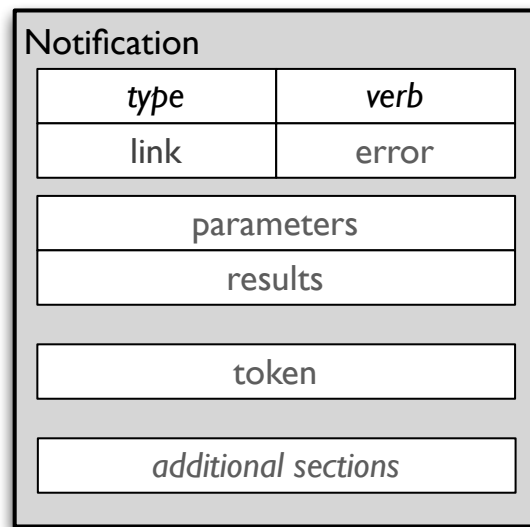 Notification
type verb
link error
parameters
results
token
additional sections